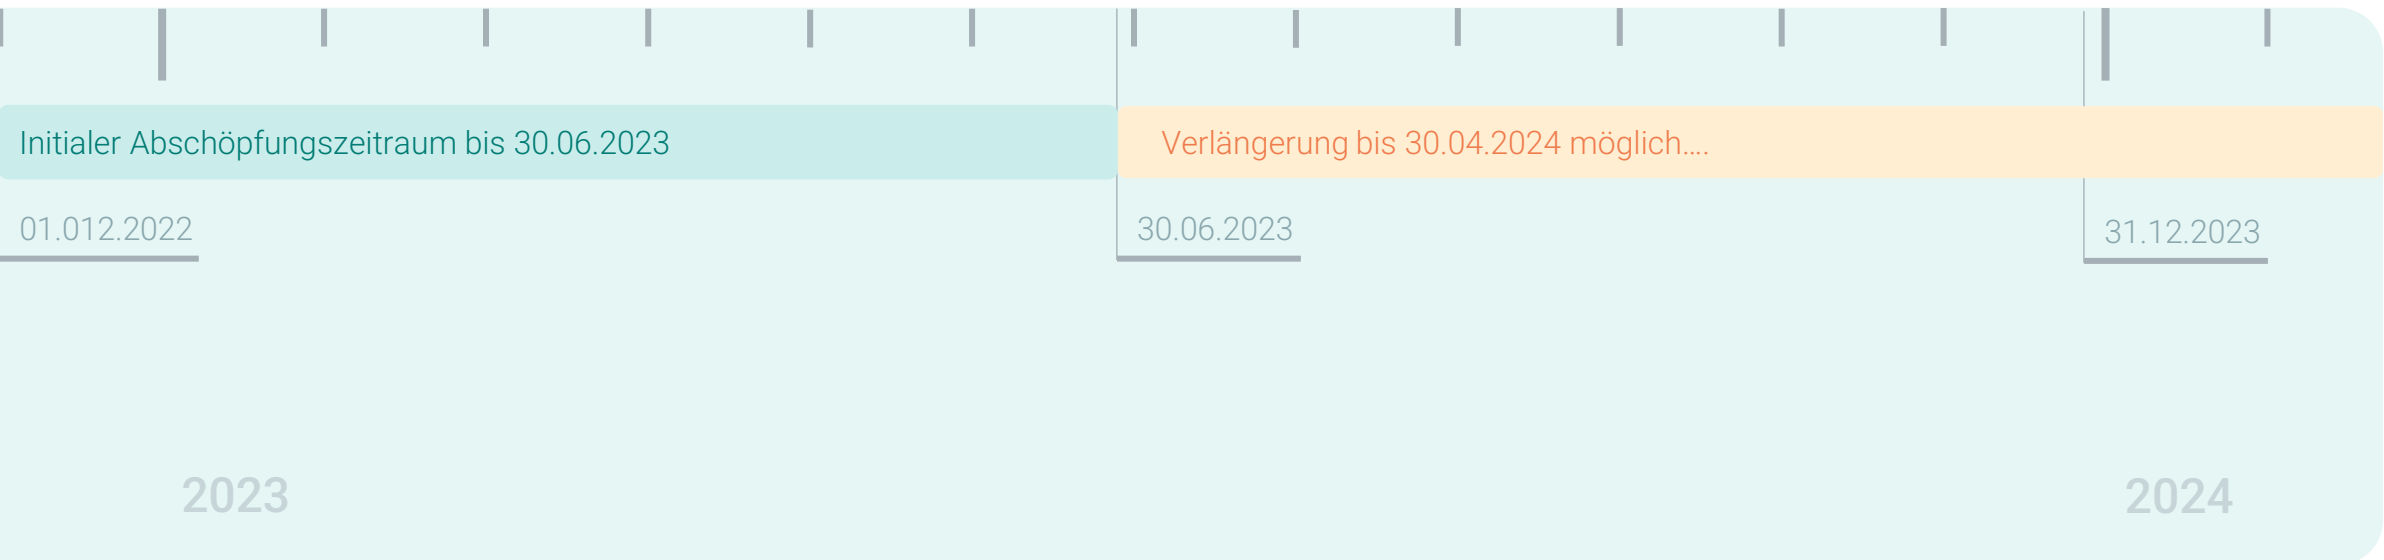 Initialer Abschöpfungszeitraum bis 30.06.2023
Verlängerung bis 30.04.2024 möglich....
01.012.2022
30.06.2023
31.12.2023
2023
2024